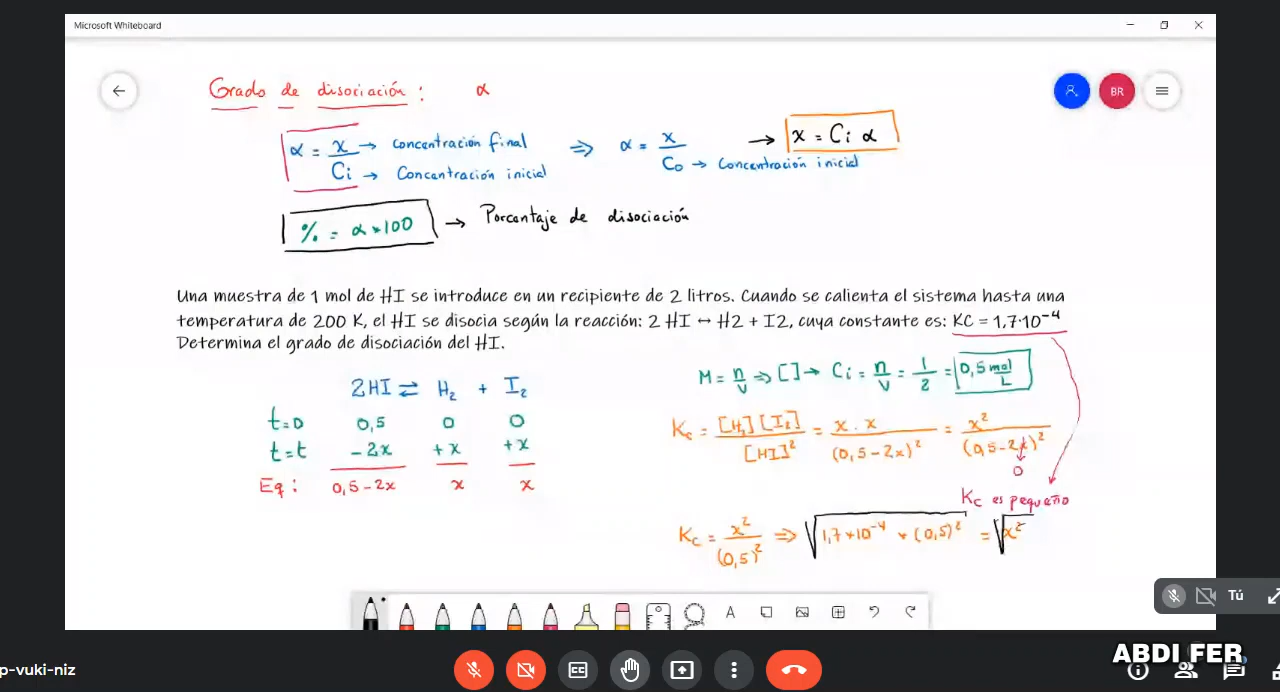 Microsoft Whiteboard
Grado de disociación : α
BR
α = x → concentración final ⇒ α = x → x = Ci α
Ci → Concentración inicial Co → Concentración inicial
% = α * 100 → Porcentaje de disociación
Una muestra de 1 mol de HI se introduce en un recipiente de 2 litros. Cuando se calienta el sistema hasta una
temperatura de 200 K, el HI se disocia según la reacción: 2 HI ↔ H2 + I2, cuya constante es: KC = 1,7·10⁻⁴
Determina el grado de disociación del HI.
2HI ⇌ H₂ + I₂
t=0 0,5 0 0
t=t -2x +x +x
Eq : 0,5-2x x x
M = n/v ⇒ [ ] → Ci = n/v = 1/2 = 0,5 mol/L
Kc = [H₂] [I₂] / [HI]² = x . x / (0,5-2x)² = x² / (0,5-2x)²
0
Kc es pequeño
Kc = x² / (0,5)² ⇒ √1,7*10⁻⁴ * (0,5)² = √x²
A
Tú
ABDI FER
p-vuki-niz
CC